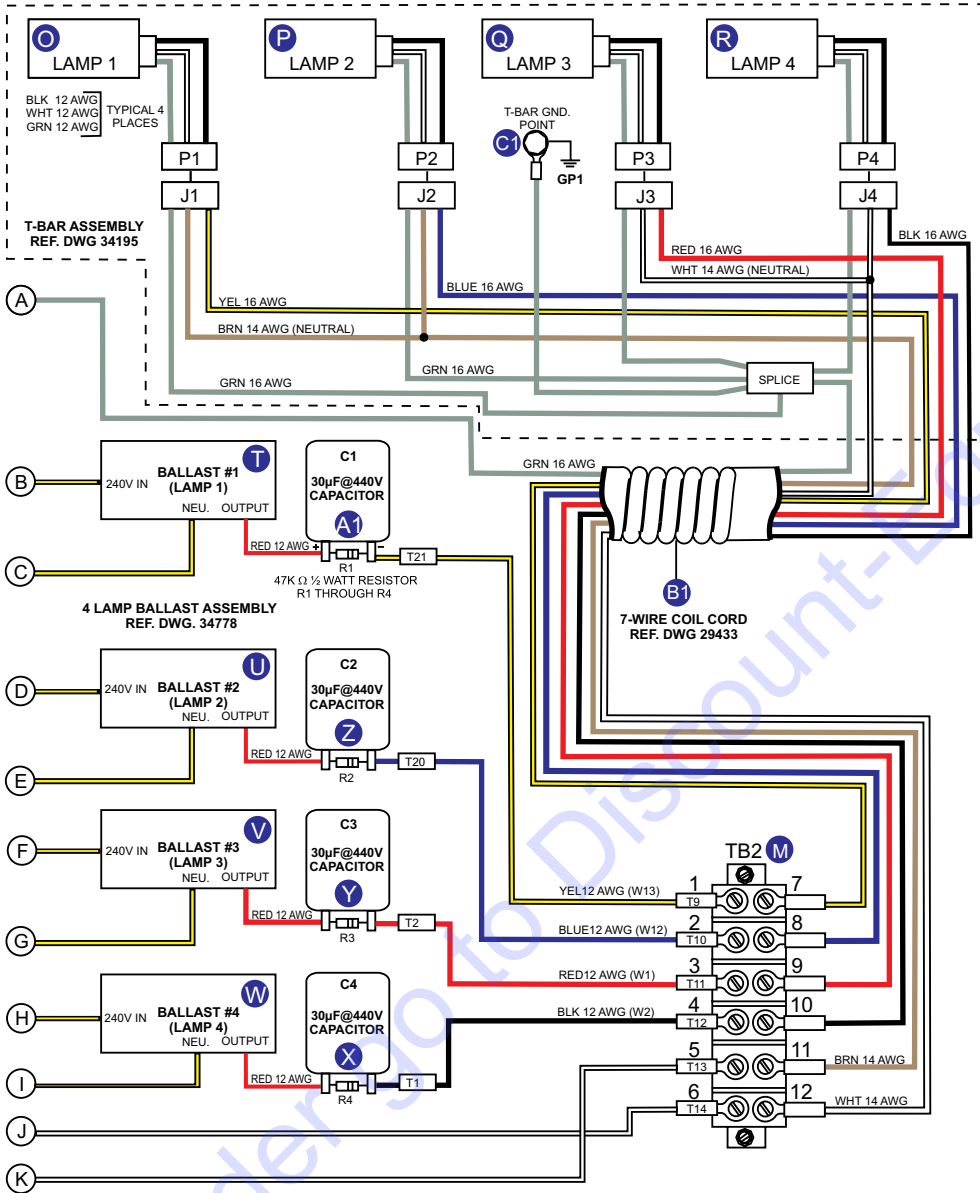 O
LAMP 1
P
LAMP 2
Q
LAMP 3
R
LAMP 4
BLK 12 AWG
WHT 12 AWG
GRN 12 AWG
TYPICAL 4
PLACES
T-BAR GND.
POINT
C1
GP1
P1
P2
P3
P4
J1
J2
J3
J4
T-BAR ASSEMBLY
REF. DWG 34195
BLK 16 AWG
RED 16 AWG
WHT 14 AWG (NEUTRAL)
BLUE 16 AWG
A
YEL 16 AWG
BRN 14 AWG (NEUTRAL)
GRN 16 AWG
GRN 16 AWG
SPLICE
GRN 16 AWG
B
240V IN
BALLAST #1
(LAMP 1)
T
NEU. OUTPUT
C1
30µF@440V
CAPACITOR
A1
RED 12 AWG
+
-
R1
T21
47K Ω ½ WATT RESISTOR
R1 THROUGH R4
C
B1
7-WIRE COIL CORD
REF. DWG 29433
4 LAMP BALLAST ASSEMBLY
REF. DWG. 34778
D
240V IN
BALLAST #2
(LAMP 2)
U
NEU. OUTPUT
C2
30µF@440V
CAPACITOR
Z
RED 12 AWG
R2
T20
E
F
240V IN
BALLAST #3
(LAMP 3)
V
NEU. OUTPUT
C3
30µF@440V
CAPACITOR
Y
RED 12 AWG
R3
T2
G
H
240V IN
BALLAST #4
(LAMP 4)
W
NEU. OUTPUT
C4
30µF@440V
CAPACITOR
X
RED 12 AWG
R4
T1
I
J
K
TB2
M
YEL12 AWG (W13)
1
T9
7
BLUE12 AWG (W12)
2
T10
8
RED12 AWG (W1)
3
T11
9
BLK 12 AWG (W2)
4
T12
10
5
T13
11
BRN 14 AWG
6
T14
12
WHT 14 AWG
der go to Discount-Eq